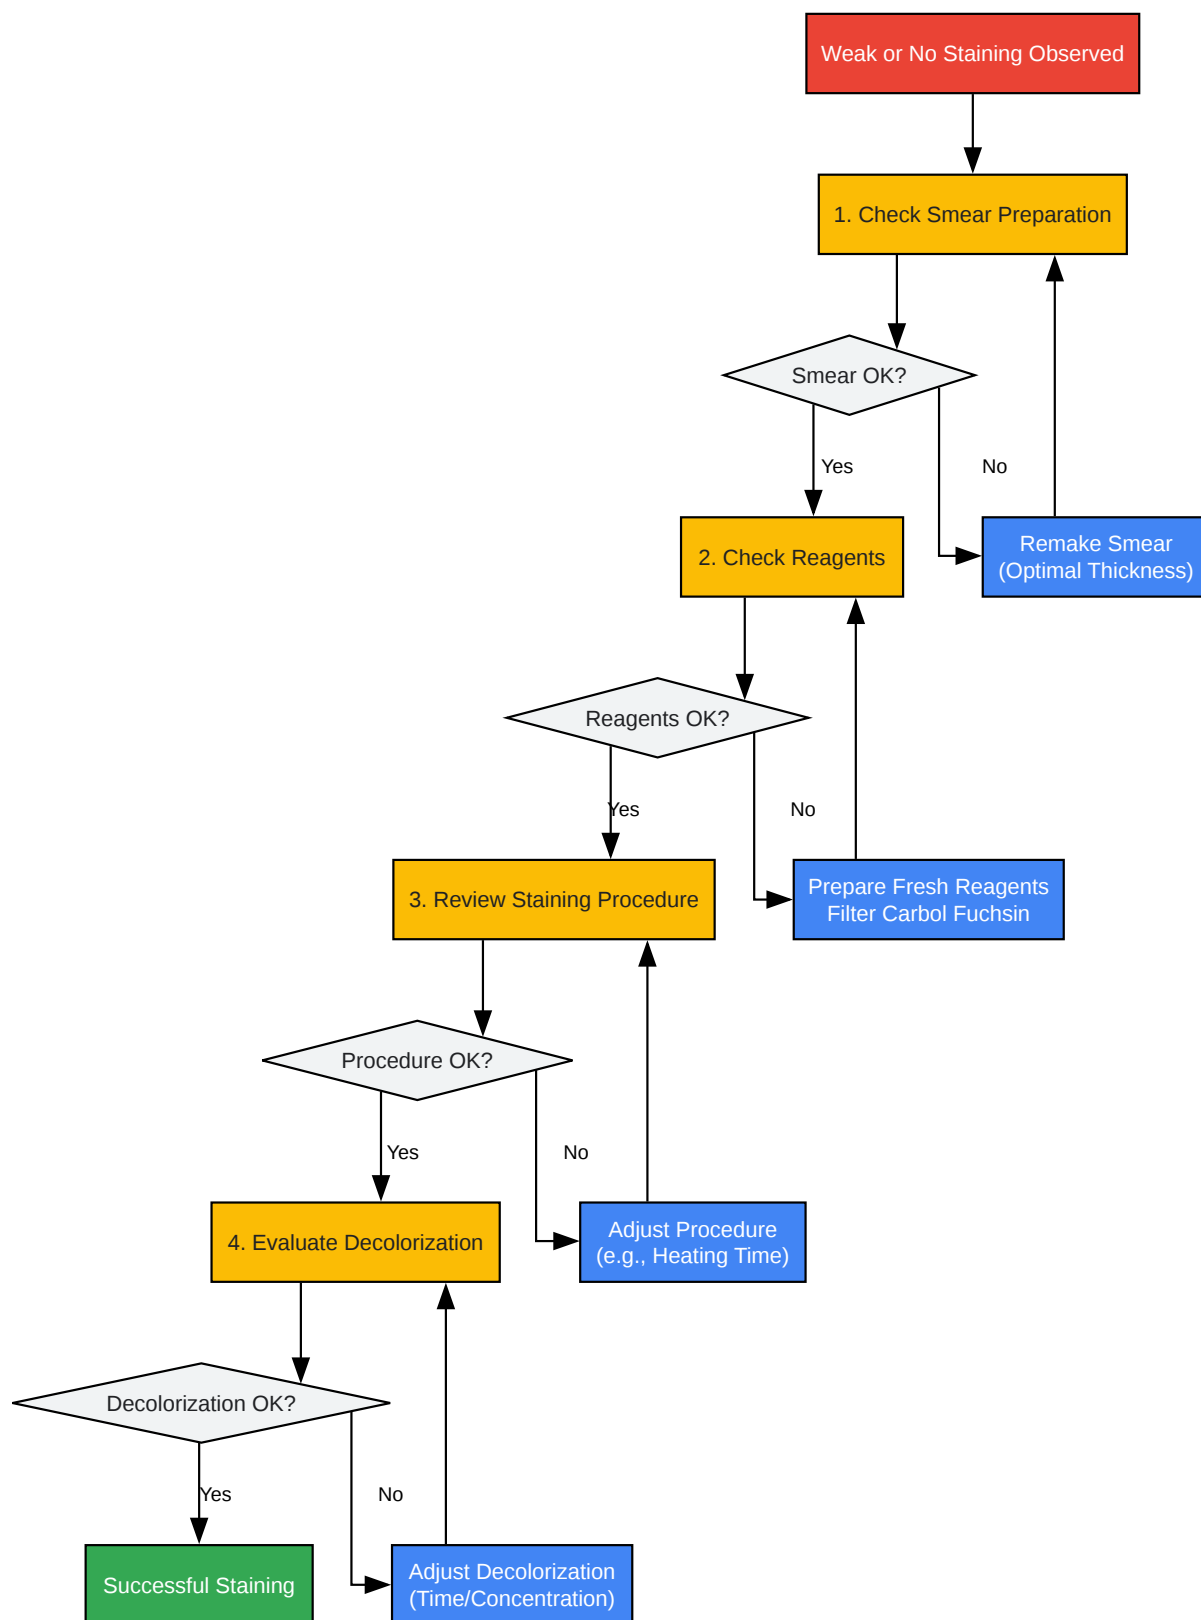 Weak or No Staining Observed
1. Check Smear Preparation
Smear OK?
Yes
No
2. Check Reagents
Remake Smear
(Optimal Thickness)
Reagents OK?
Yes
No
3. Review Staining Procedure
Prepare Fresh Reagents
Filter Carbol Fuchsin
Procedure OK?
Yes
No
4. Evaluate Decolorization
Adjust Procedure
(e.g., Heating Time)
Decolorization OK?
Yes
No
Successful Staining
Adjust Decolorization
(Time/Concentration)